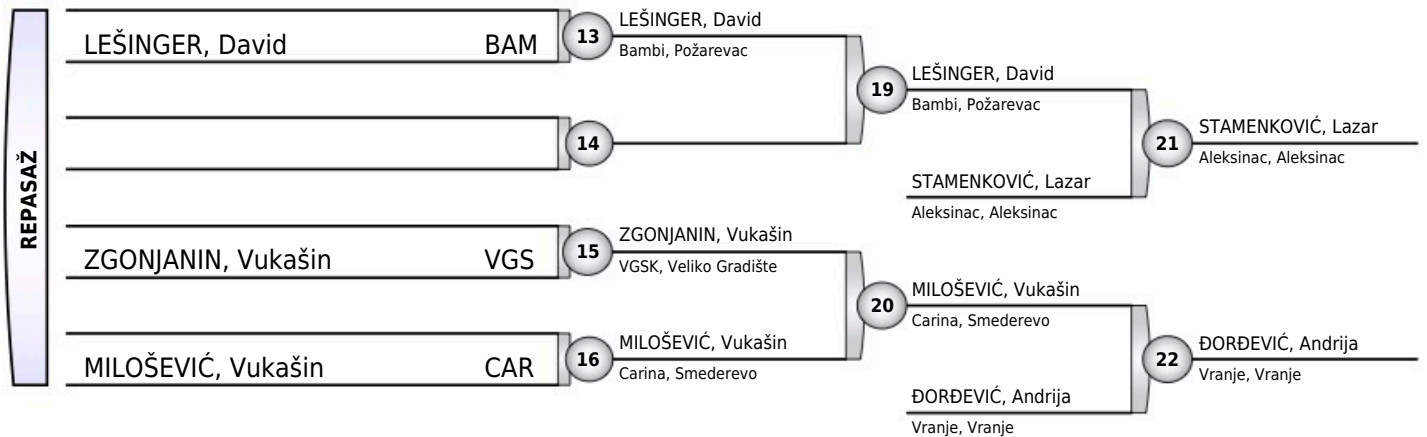 REPASAŽ
LEŠINGER, David BAM
13
LEŠINGER, David
Bambi, Požarevac
14
19
LEŠINGER, David
Bambi, Požarevac
STAMENKOVIĆ, Lazar
Aleksinac, Aleksinac
21
STAMENKOVIĆ, Lazar
Aleksinac, Aleksinac
ZGONJANIN, Vukašin VGS
15
ZGONJANIN, Vukašin
VGSK, Veliko Gradište
MILOŠEVIĆ, Vukašin CAR
16
MILOŠEVIĆ, Vukašin
Carina, Smederevo
20
MILOŠEVIĆ, Vukašin
Carina, Smederevo
ĐORĐEVIĆ, Andrija
Vranje, Vranje
22
ĐORĐEVIĆ, Andrija
Vranje, Vranje